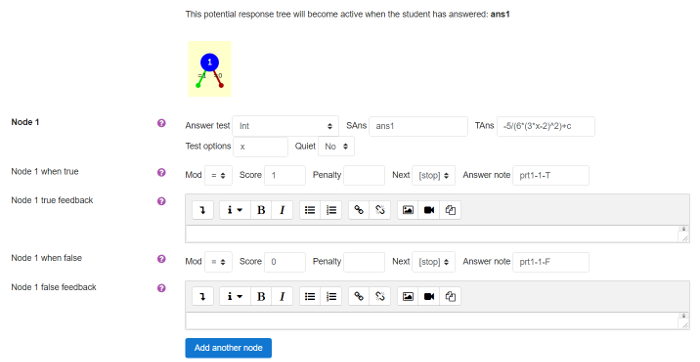 This potential response tree will become active when the student has answered: ans1
1
=1 =0
Node 1 Answer test Int SAns ans1 TAns -5/(6*(3*x-2)^2)+c
Test options x Quiet No
Node 1 when true Mod = Score 1 Penalty Next [stop] Answer note prt1-1-T
Node 1 true feedback
Node 1 when false Mod = Score 0 Penalty Next [stop] Answer note prt1-1-F
Node 1 false feedback
Add another node